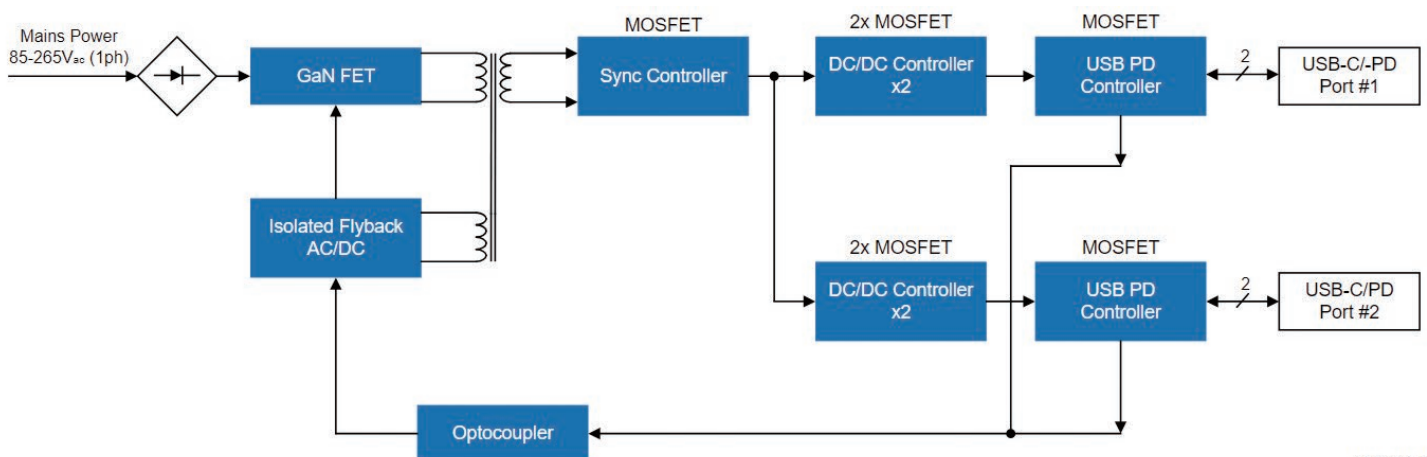 Mains Power
85-265Vac (1ph)
GaN FET
MOSFET
Sync Controller
2x MOSFET
DC/DC Controller
x2
MOSFET
USB PD
Controller
2
USB-C/-PD
Port #1
Isolated Flyback
AC/DC
2x MOSFET
DC/DC Controller
x2
MOSFET
USB PD
Controller
2
USB-C/PD
Port #2
Optocoupler